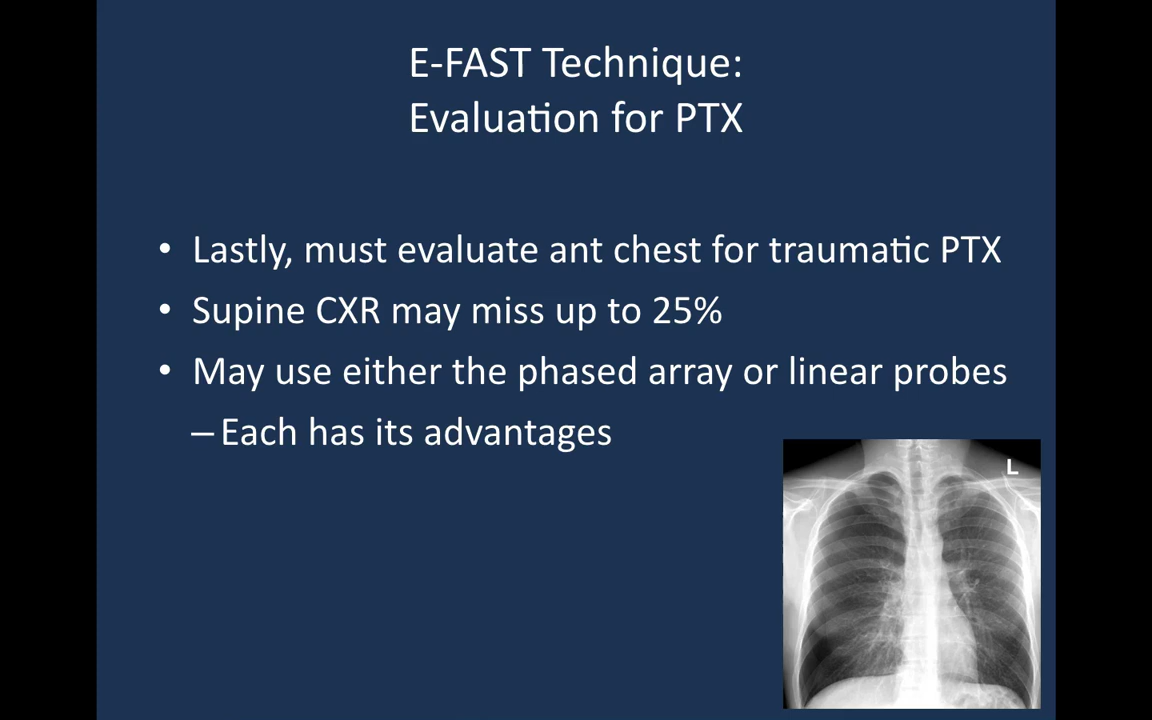 E-FAST Technique:
Evaluation for PTX
• Lastly, must evaluate ant chest for traumatic PTX
• Supine CXR may miss up to 25%
• May use either the phased array or linear probes
– Each has its advantages
L